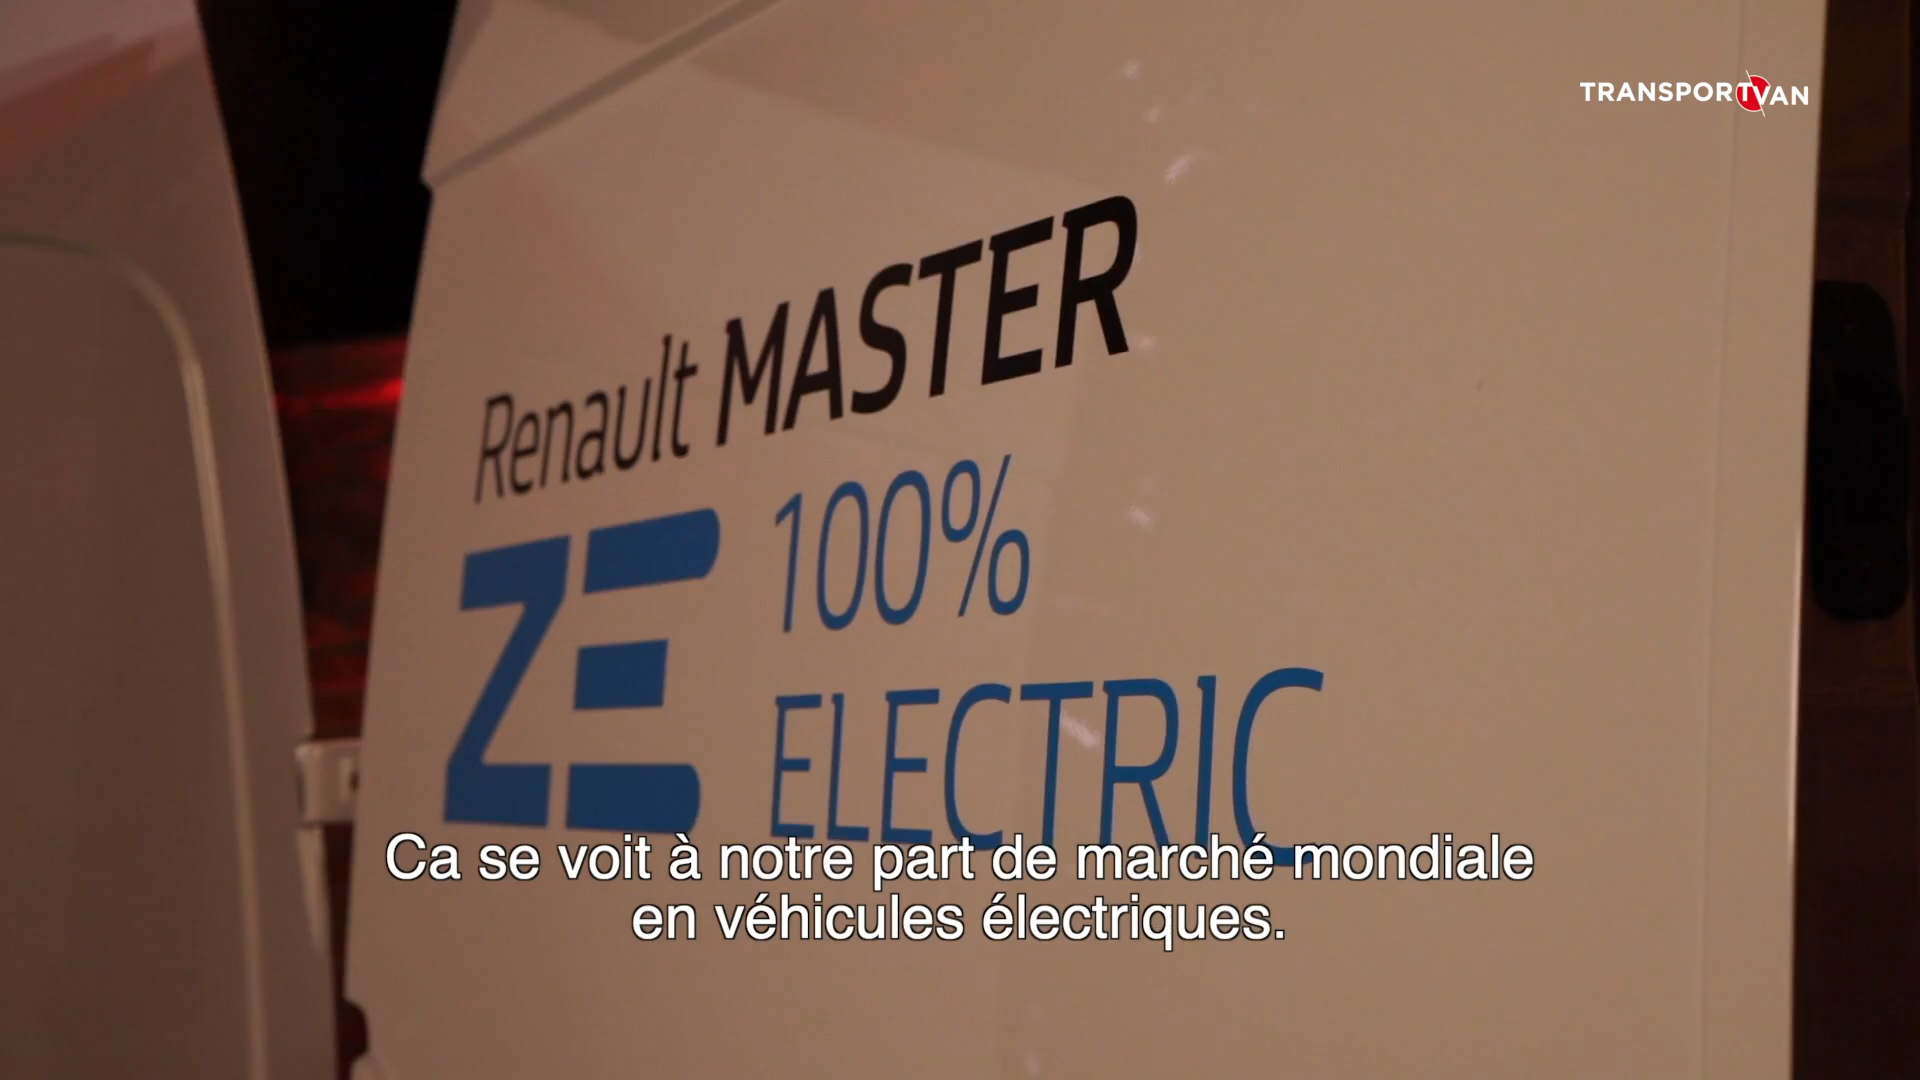 TRANSPORTVAN
Renault MASTER
ZE 100%
ELECTRIC
Ca se voit à notre part de marché mondiale
en véhicules électriques.